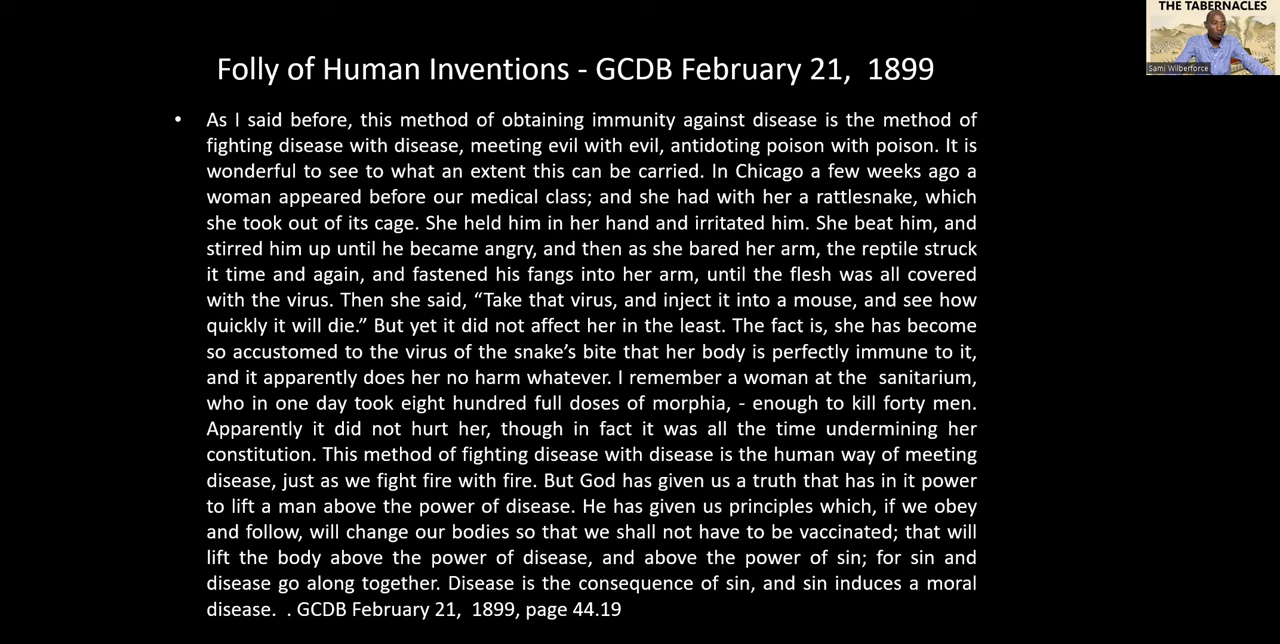 THE TABERNACLES
Sami Wilberforce
Folly of Human Inventions - GCDB February 21, 1899
• As I said before, this method of obtaining immunity against disease is the method of
fighting disease with disease, meeting evil with evil, antidoting poison with poison. It is
wonderful to see to what an extent this can be carried. In Chicago a few weeks ago a
woman appeared before our medical class; and she had with her a rattlesnake, which
she took out of its cage. She held him in her hand and irritated him. She beat him, and
stirred him up until he became angry, and then as she bared her arm, the reptile struck
it time and again, and fastened his fangs into her arm, until the flesh was all covered
with the virus. Then she said, “Take that virus, and inject it into a mouse, and see how
quickly it will die.” But yet it did not affect her in the least. The fact is, she has become
so accustomed to the virus of the snake’s bite that her body is perfectly immune to it,
and it apparently does her no harm whatever. I remember a woman at the sanitarium,
who in one day took eight hundred full doses of morphia, - enough to kill forty men.
Apparently it did not hurt her, though in fact it was all the time undermining her
constitution. This method of fighting disease with disease is the human way of meeting
disease, just as we fight fire with fire. But God has given us a truth that has in it power
to lift a man above the power of disease. He has given us principles which, if we obey
and follow, will change our bodies so that we shall not have to be vaccinated; that will
lift the body above the power of disease, and above the power of sin; for sin and
disease go along together. Disease is the consequence of sin, and sin induces a moral
disease. . GCDB February 21, 1899, page 44.19